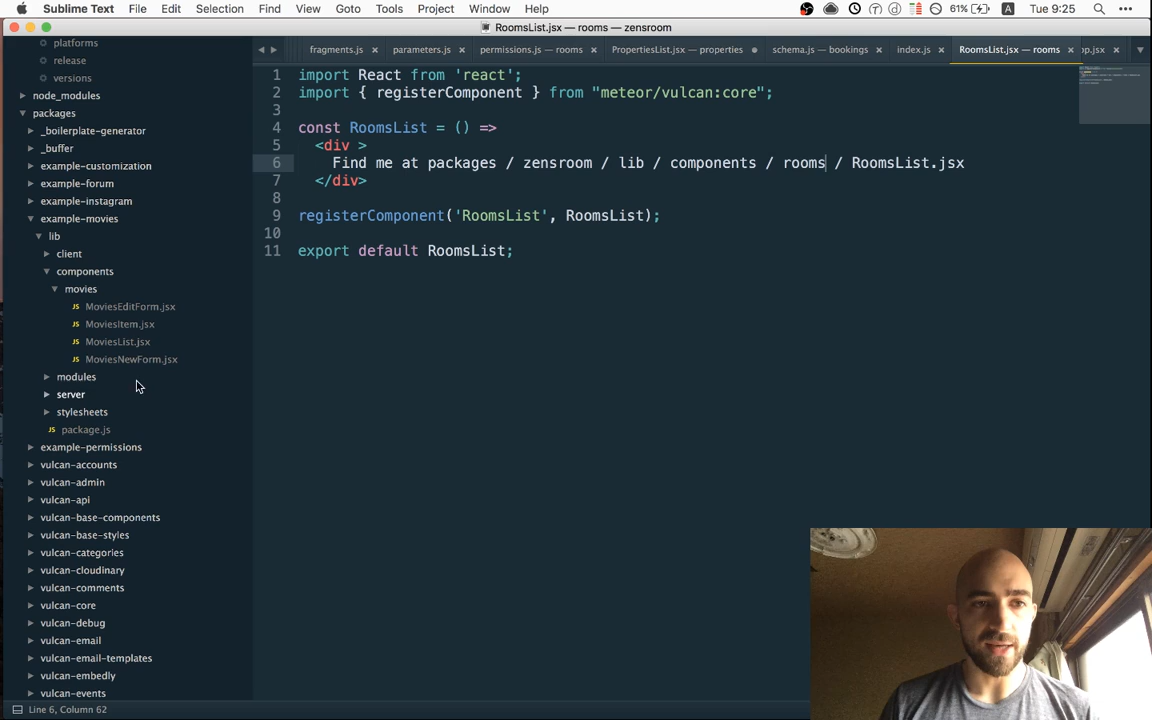 Sublime Text File Edit Selection Find View Goto Tools Project Window Help 61% A Tue 9:25
RoomsList.jsx — rooms — zensroom
fragments.js parameters.js permissions.js — rooms PropertiesList.jsx — properties schema.js — bookings index.js RoomsList.jsx — rooms pp.jsx
platforms
release
versions
node_modules
packages
_boilerplate-generator
_buffer
example-customization
example-forum
example-instagram
example-movies
lib
client
components
movies
JS MoviesEditForm.jsx
JS MoviesItem.jsx
JS MoviesList.jsx
JS MoviesNewForm.jsx
modules
server
stylesheets
JS package.js
example-permissions
vulcan-accounts
vulcan-admin
vulcan-api
vulcan-base-components
vulcan-base-styles
vulcan-categories
vulcan-cloudinary
vulcan-comments
vulcan-core
vulcan-debug
vulcan-email
vulcan-email-templates
vulcan-embedly
vulcan-events
1 import React from 'react';
2 import { registerComponent } from "meteor/vulcan:core";
3
4 const RoomsList = () =>
5 <div >
6 Find me at packages / zensroom / lib / components / rooms / RoomsList.jsx
7 </div>
8
9 registerComponent('RoomsList', RoomsList);
10
11 export default RoomsList;
Line 6, Column 62